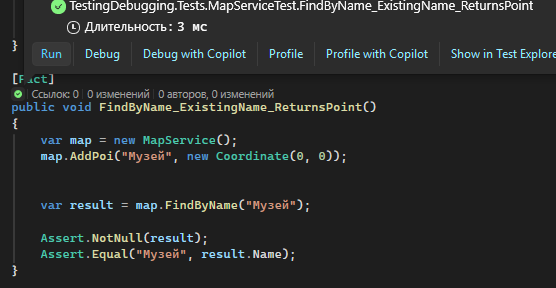 TestingDebugging.Tests.MapServiceTest.FindByName_ExistingName_ReturnsPoint
Длительность: 3 мс
Run Debug Debug with Copilot Profile Profile with Copilot Show in Test Explore
}
[Fact]
Ссылок: 0 | 0 изменений | 0 авторов, 0 изменений
public void FindByName_ExistingName_ReturnsPoint()
{
var map = new MapService();
map.AddPoi("Музей", new Coordinate(0, 0));
var result = map.FindByName("Музей");
Assert.NotNull(result);
Assert.Equal("Музей", result.Name);
}